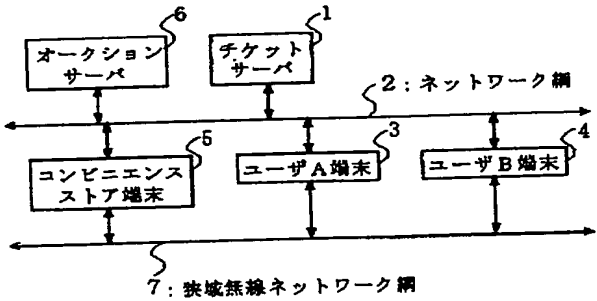 6
オークション
サーバ
1
チケット
サーバ
2:ネットワーク網
5
コンビニエンス
ストア端末
3
ユーザA端末
4
ユーザB端末
7:狭域無線ネットワーク網